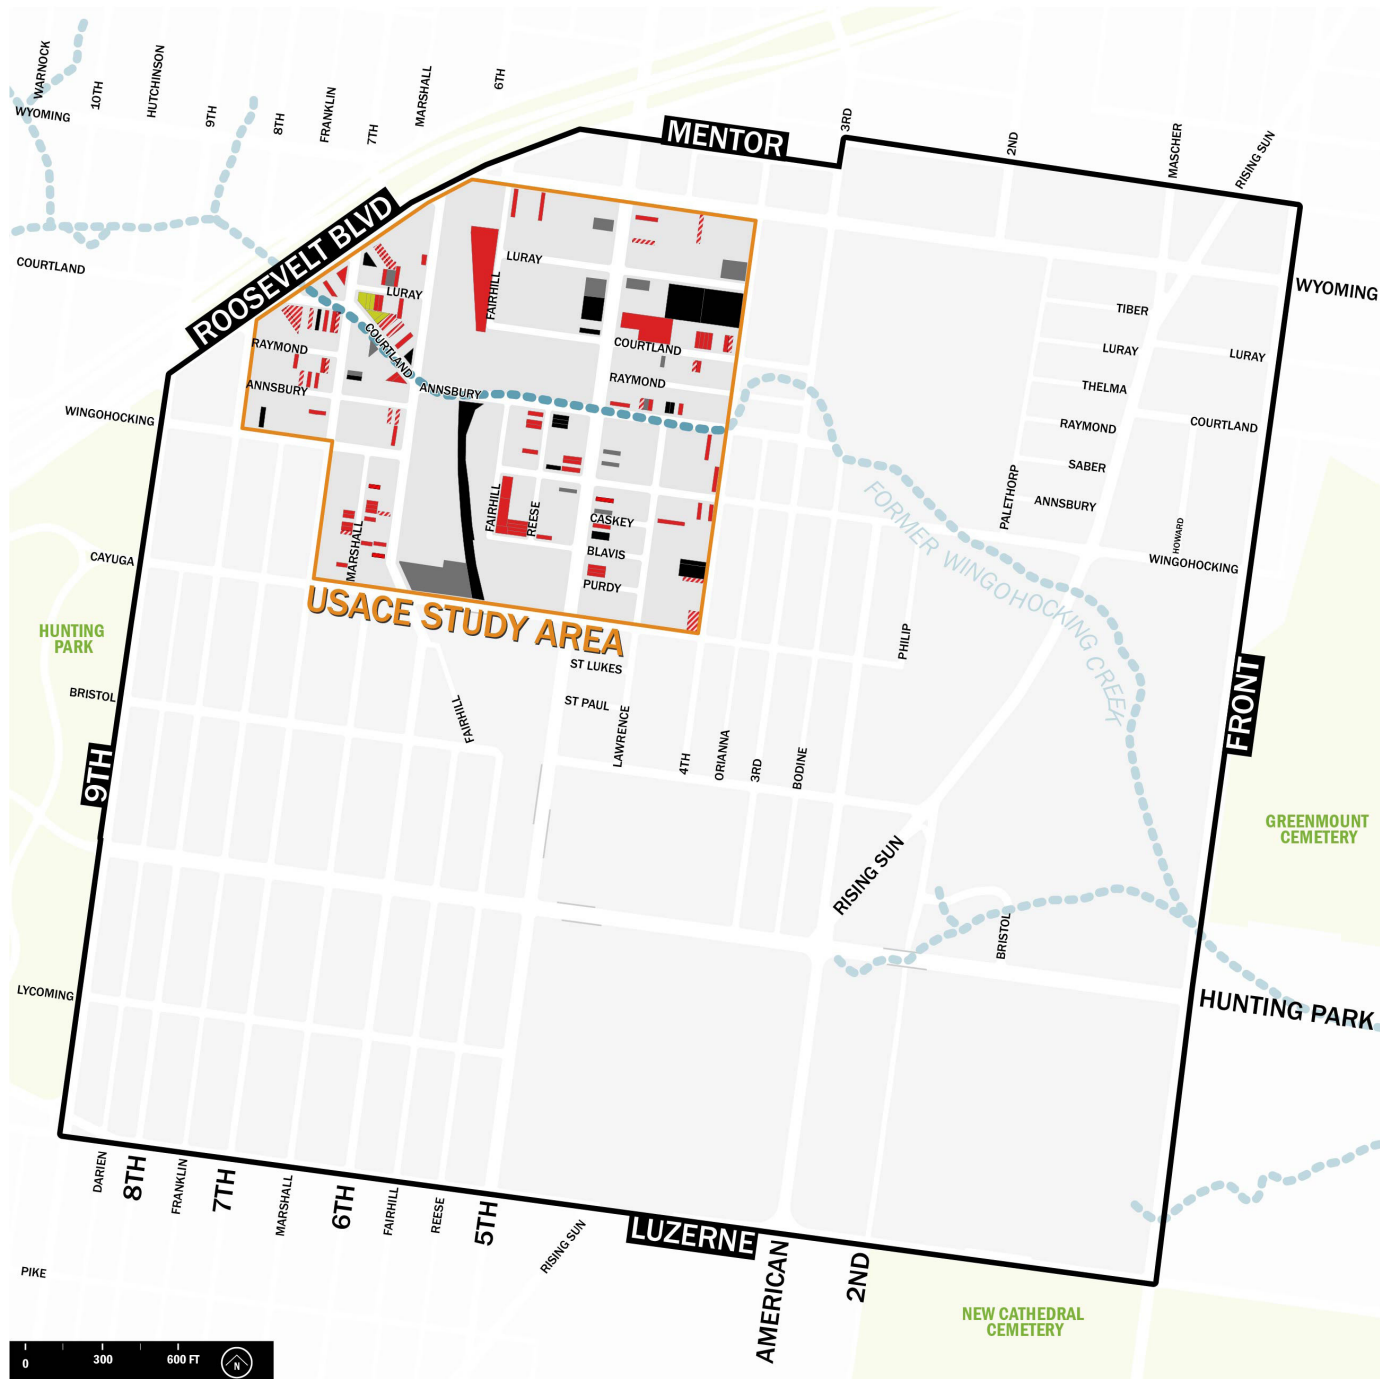 WARNOCK
10TH
HUTCHINSON
9TH
8TH
FRANKLIN
7TH
MARSHALL
6TH
WYOMING
MENTOR
3RD
2ND
MASCHER
RISING SUN
COURTLAND
ROOSEVELT BLVD
LURAY
FAIRHILL
LURAY
WYOMING
TIBER
LURAY
LURAY
COURTLAND
COURTLAND
RAYMOND
RAYMOND
ANNSBURY
ANNSBURY
THELMA
RAYMOND
COURTLAND
WINGOHOCKING
SABER
PALETHORP
ANNSBURY
FAIRHILL
REESE
CASKEY
BLAVIS
PURDY
MARSHALL
HOWARD
WINGOHOCKING
CAYUGA
FORMER WINGOHOCKING CREEK
USACE STUDY AREA
HUNTING
PARK
PHILIP
ST LUKES
ST PAUL
BRISTOL
FAIRHILL
LAWRENCE
4TH
ORIANNA
3RD
BODINE
FRONT
9TH
GREENMOUNT
CEMETERY
RISING SUN
BRISTOL
LYCOMING
HUNTING PARK
DARIEN
8TH
FRANKLIN
7TH
MARSHALL
6TH
FAIRHILL
REESE
5TH
RISING SUN
LUZERNE
AMERICAN
2ND
PIKE
NEW CATHEDRAL
CEMETERY
0
300
600 FT
N